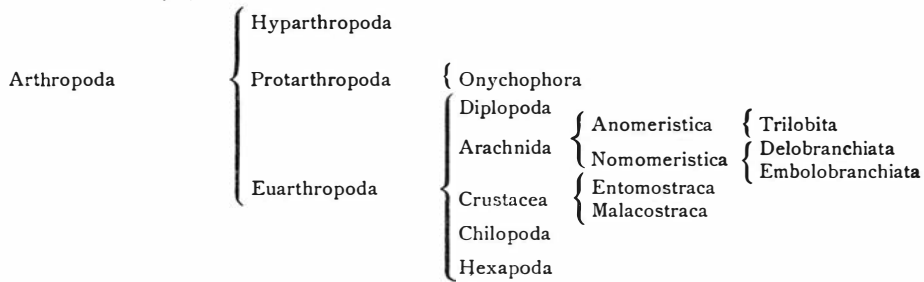 Hyparthropoda
Arthropoda { Protarthropoda { Onychophora
Diplopoda
Anomeristica { Trilobita
Arachnida
Delobranchiata
Nomomeristica
Embolobranchiata
Euarthropoda
Entomostraca
Crustacea
Malacostraca
Chilopoda
Hexapoda